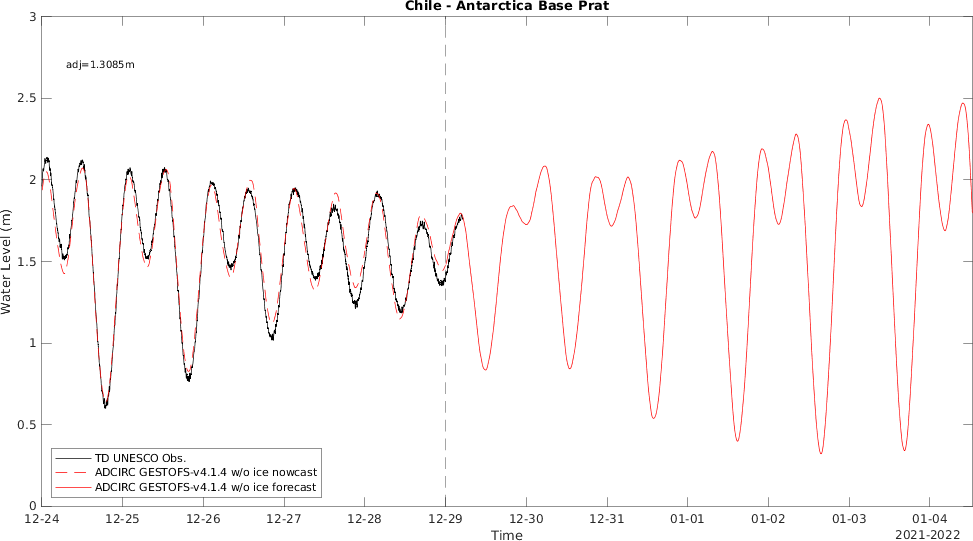 Chile - Antarctica Base Prat
adj=1.3085m
3
2.5
2
1.5
1
0.5
0
Water Level (m)
TD UNESCO Obs.
ADCIRC GESTOFS-v4.1.4 w/o ice nowcast
ADCIRC GESTOFS-v4.1.4 w/o ice forecast
12-24 12-25 12-26 12-27 12-28 12-29 12-30 12-31 01-01 01-02 01-03 01-04
Time
2021-2022